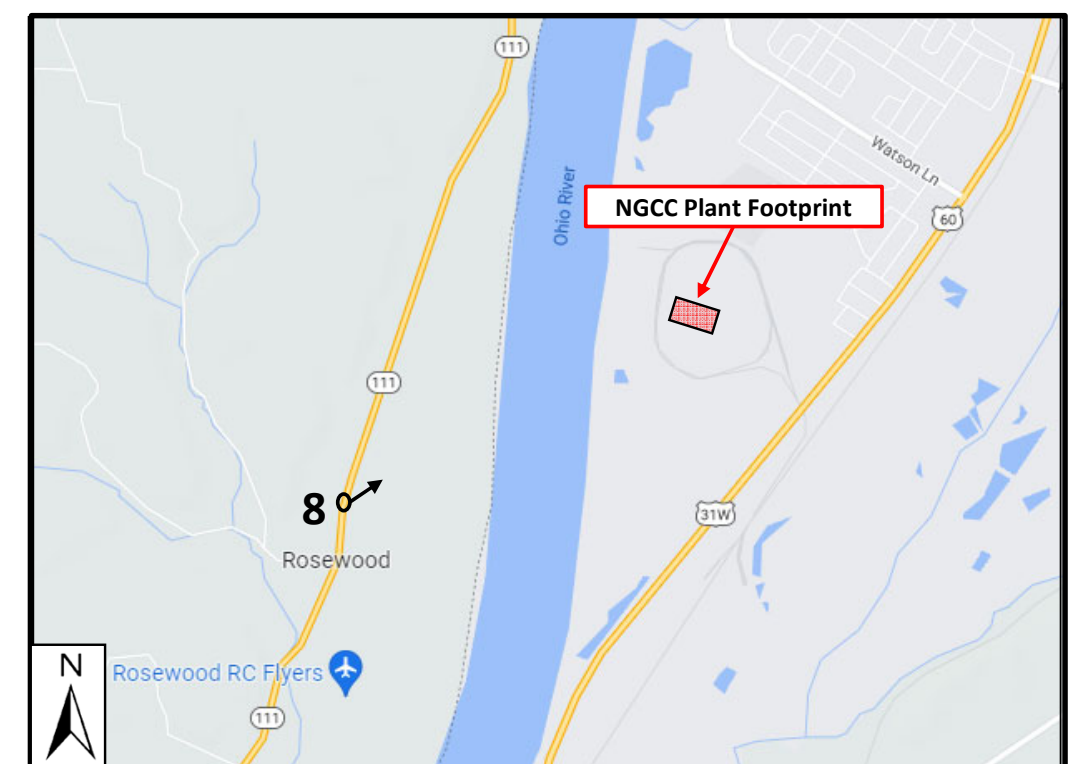 111
Watson Ln
Ohio River
NGCC Plant Footprint
60
111
8
31W
Rosewood
N
Rosewood RC Flyers
111